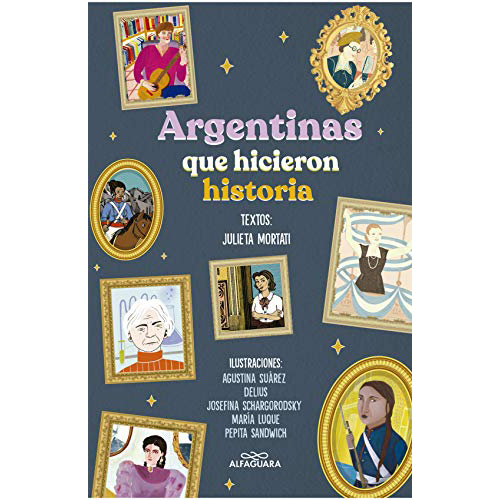 Argentinas
que hicieron
historia
TEXTOS:
JULIETA MORTATI
ILUSTRACIONES:
AGUSTINA SUÁREZ
DELIUS
JOSEFINA SCHARGORODSKY
MARÍA LUQUE
PEPITA SANDWICH
ALFAGUARA